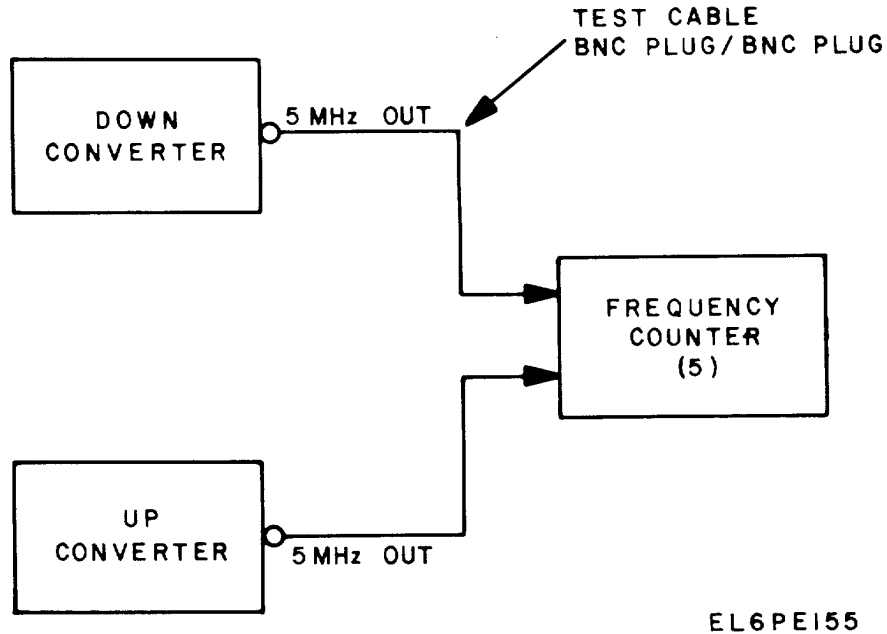 TEST CABLE
BNC PLUG/BNC PLUG
DOWN
CONVERTER
5 MHz OUT
FREQUENCY
COUNTER
(5)
UP
CONVERTER
5 MHz OUT
EL6PE155